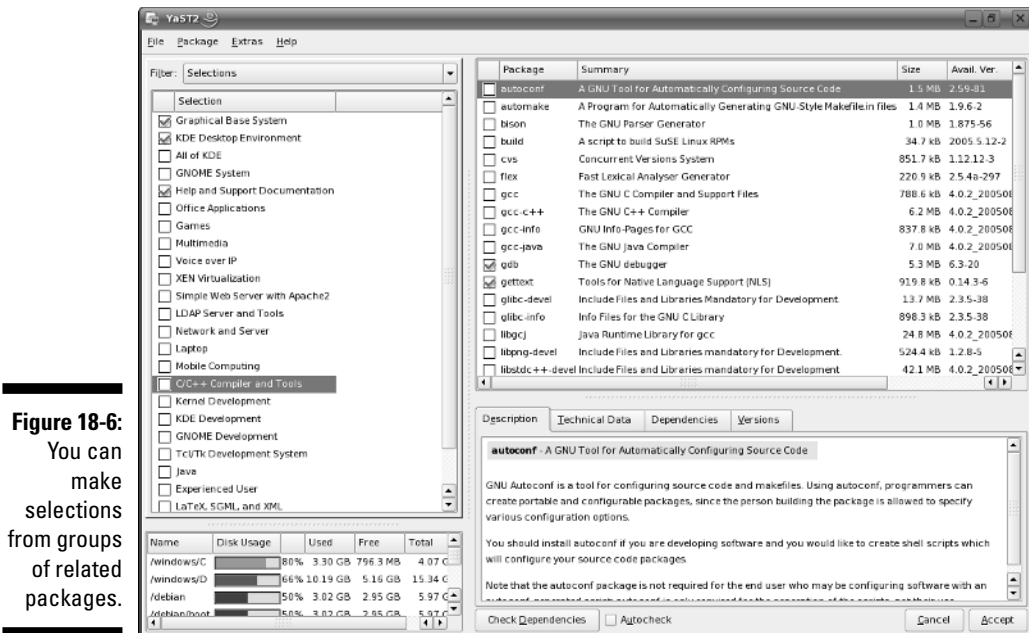 YaST2
File Package Extras Help
Filter: Selections
Selection
Graphical Base System
KDE Desktop Environment
All of KDE
GNOME System
Help and Support Documentation
Office Applications
Games
Multimedia
Voice over IP
XEN Virtualization
Simple Web Server with Apache2
LDAP Server and Tools
Network and Server
Laptop
Mobile Computing
C/C++ Compiler and Tools
Kernel Development
KDE Development
GNOME Development
Tcl/Tk Development System
Java
Experienced User
LaTeX, SGML, and XML
Name Disk Usage Used Free Total
/windows/C 80% 3.30 GB 796.3 MB 4.07 G
/windows/D 66% 10.19 GB 5.16 GB 15.34 G
/debian 50% 3.02 GB 2.95 GB 5.97 G
/debian/boot 50% 3.02 GB 2.95 GB 5.97 G
Package Summary Size Avail. Ver.
autoconf A GNU Tool for Automatically Configuring Source Code 1.5 MB 2.59-81
automake A Program for Automatically Generating GNU-Style Makefile.in files 1.4 MB 1.9.6-2
bison The GNU Parser Generator 1.0 MB 1.875-56
build A script to build SuSE Linux RPMs 34.7 kB 2005.5.12-2
cvs Concurrent Versions System 851.7 kB 1.12.12-3
flex Fast Lexical Analyser Generator 220.9 kB 2.5.4a-297
gcc The GNU C Compiler and Support Files 788.6 kB 4.0.2_200508
gcc-c++ The GNU C++ Compiler 6.2 MB 4.0.2_200508
gcc-info GNU Info-Pages for GCC 837.8 kB 4.0.2_200508
gcc-java The GNU Java Compiler 7.0 MB 4.0.2_200508
gdb The GNU debugger 5.3 MB 6.3-20
gettext Tools for Native Language Support (NLS) 919.8 kB 0.14.3-6
glibc-devel Include Files and Libraries Mandatory for Development. 13.7 MB 2.3.5-38
glibc-info Info Files for the GNU C Library 898.3 kB 2.3.5-38
libgcj Java Runtime Library for gcc 24.8 MB 4.0.2_200508
libpng-devel Include Files and Libraries mandatory for Development. 524.4 kB 1.2.8-5
libstdc++-devel Include Files and Libraries mandatory for Development 42.1 MB 4.0.2_200508
Description Technical Data Dependencies Versions
autoconf - A GNU Tool for Automatically Configuring Source Code
GNU Autoconf is a tool for configuring source code and makefiles. Using autoconf, programmers can
create portable and configurable packages, since the person building the package is allowed to specify
various configuration options.
You should install autoconf if you are developing software and you would like to create shell scripts which
will configure your source code packages.
Note that the autoconf package is not required for the end user who may be configuring software with an
Check Dependencies Autocheck Cancel Accept
Figure 18-6:
You can
make
selections
from groups
of related
packages.